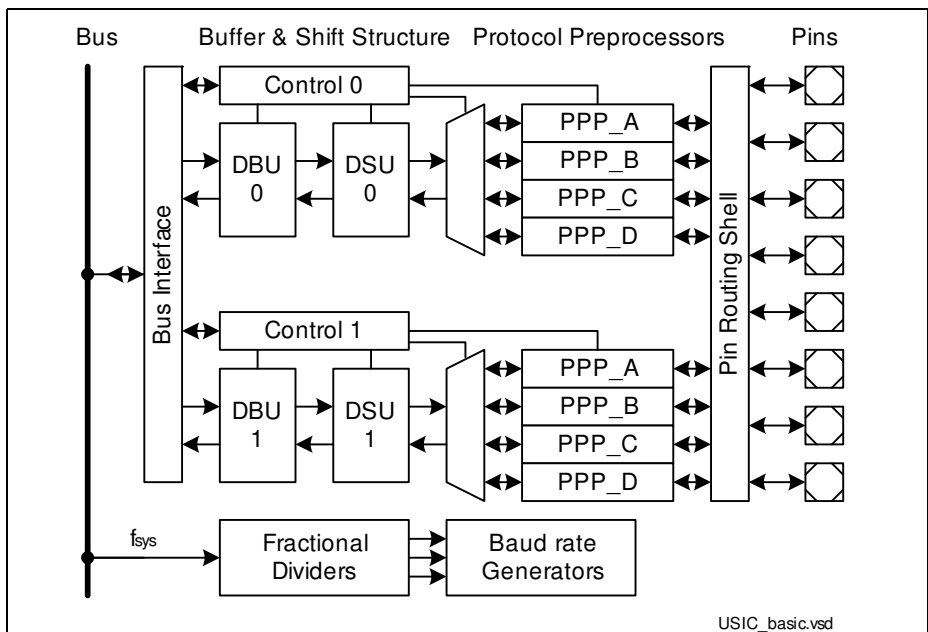 Bus Buffer & Shift Structure Protocol Preprocessors Pins
Control 0
PPP_A
DBU
0
DSU
0
PPP_B
PPP_C
PPP_D
Bus Interface
Pin Routing Shell
Control 1
PPP_A
DBU
1
DSU
1
PPP_B
PPP_C
PPP_D
fsys
Fractional
Dividers
Baud rate
Generators
USIC_basic.vsd